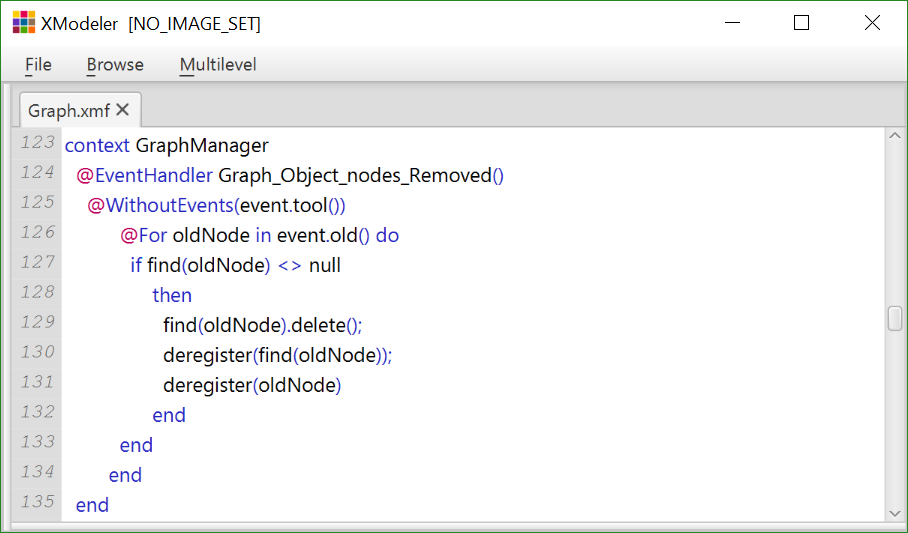 XModeler [NO_IMAGE_SET]
File Browse Multilevel
Graph.xmf
123 context GraphManager
124 @EventHandler Graph_Object_nodes_Removed()
125 @WithoutEvents(event.tool())
126 @For oldNode in event.old() do
127 if find(oldNode) <> null
128 then
129 find(oldNode).delete();
130 deregister(find(oldNode));
131 deregister(oldNode)
132 end
133 end
134 end
135 end